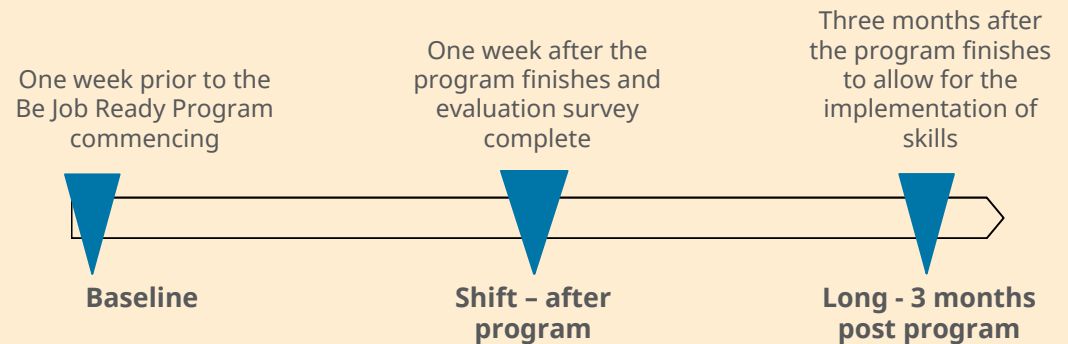 One week prior to the
Be Job Ready Program
commencing
One week after the
program finishes and
evaluation survey
complete
Three months after
the program finishes
to allow for the
implementation of
skills
Baseline
Shift – after
program
Long - 3 months
post program